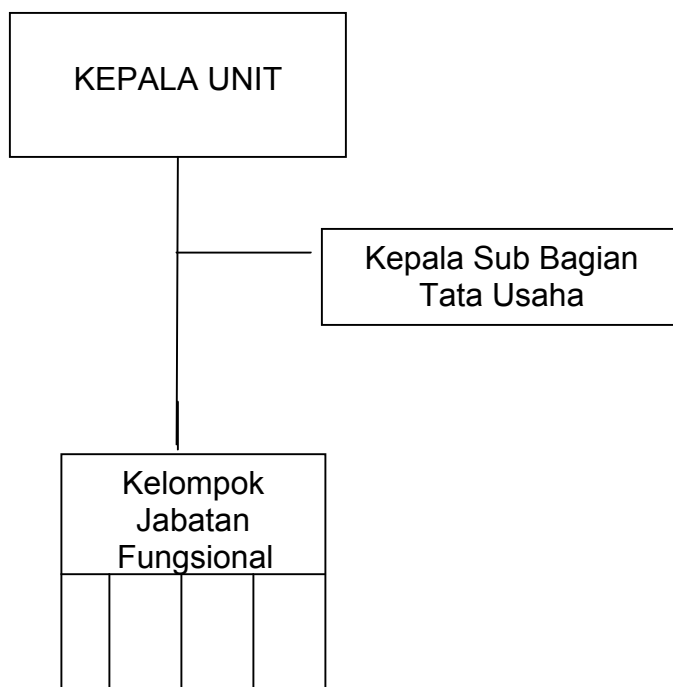 KEPALA UNIT
Kepala Sub Bagian
Tata Usaha
Kelompok
Jabatan
Fungsional